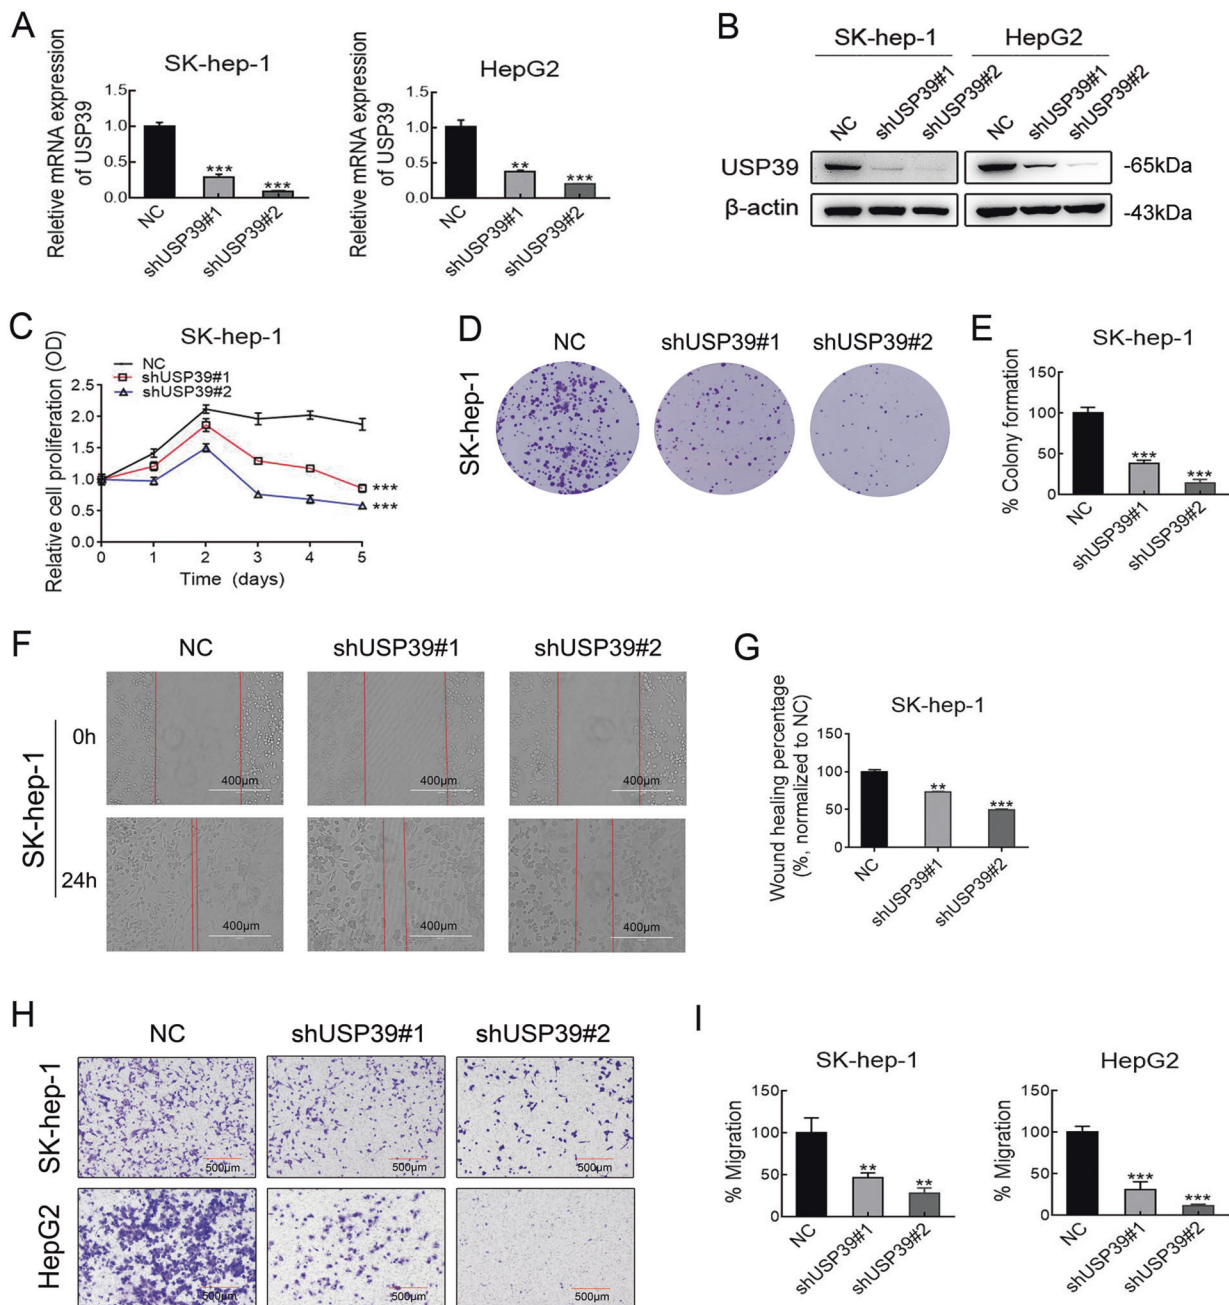 A
SK-hep-1
Reletive mRNA expression
of USP39
1.5
1.0
0.5
0.0
***
***
NC
shUSP39#1
shUSP39#2
HepG2
Reletive mRNA expression
of USP39
1.5
1.0
0.5
0.0
**
***
NC
shUSP39#1
shUSP39#2
B
SK-hep-1
HepG2
NC
shUSP39#1
shUSP39#2
NC
shUSP39#1
shUSP39#2
USP39
-65kDa
β-actin
-43kDa
C
SK-hep-1
NC
shUSP39#1
shUSP39#2
Relative cell proliferation (OD)
2.5
2.0
1.5
1.0
0.5
0.0
***
***
0 1 2 3 4 5
Time (days)
D
NC shUSP39#1 shUSP39#2
SK-hep-1
E
SK-hep-1
% Colony formation
150
100
50
0
***
***
NC
shUSP39#1
shUSP39#2
F
NC shUSP39#1 shUSP39#2
SK-hep-1
0h
400μm 400μm 400μm
24h
400μm 400μm 400μm
G
SK-hep-1
Wound healing percentage
(%, normalized to NC)
150
100
50
0
**
***
NC
shUSP39#1
shUSP39#2
H
NC shUSP39#1 shUSP39#2
SK-hep-1
500μm 500μm 500μm
HepG2
500μm 500μm 500μm
I
SK-hep-1
% Migration
150
100
50
0
**
**
NC
shUSP39#1
shUSP39#2
HepG2
% Migration
150
100
50
0
***
***
NC
shUSP39#1
shUSP39#2